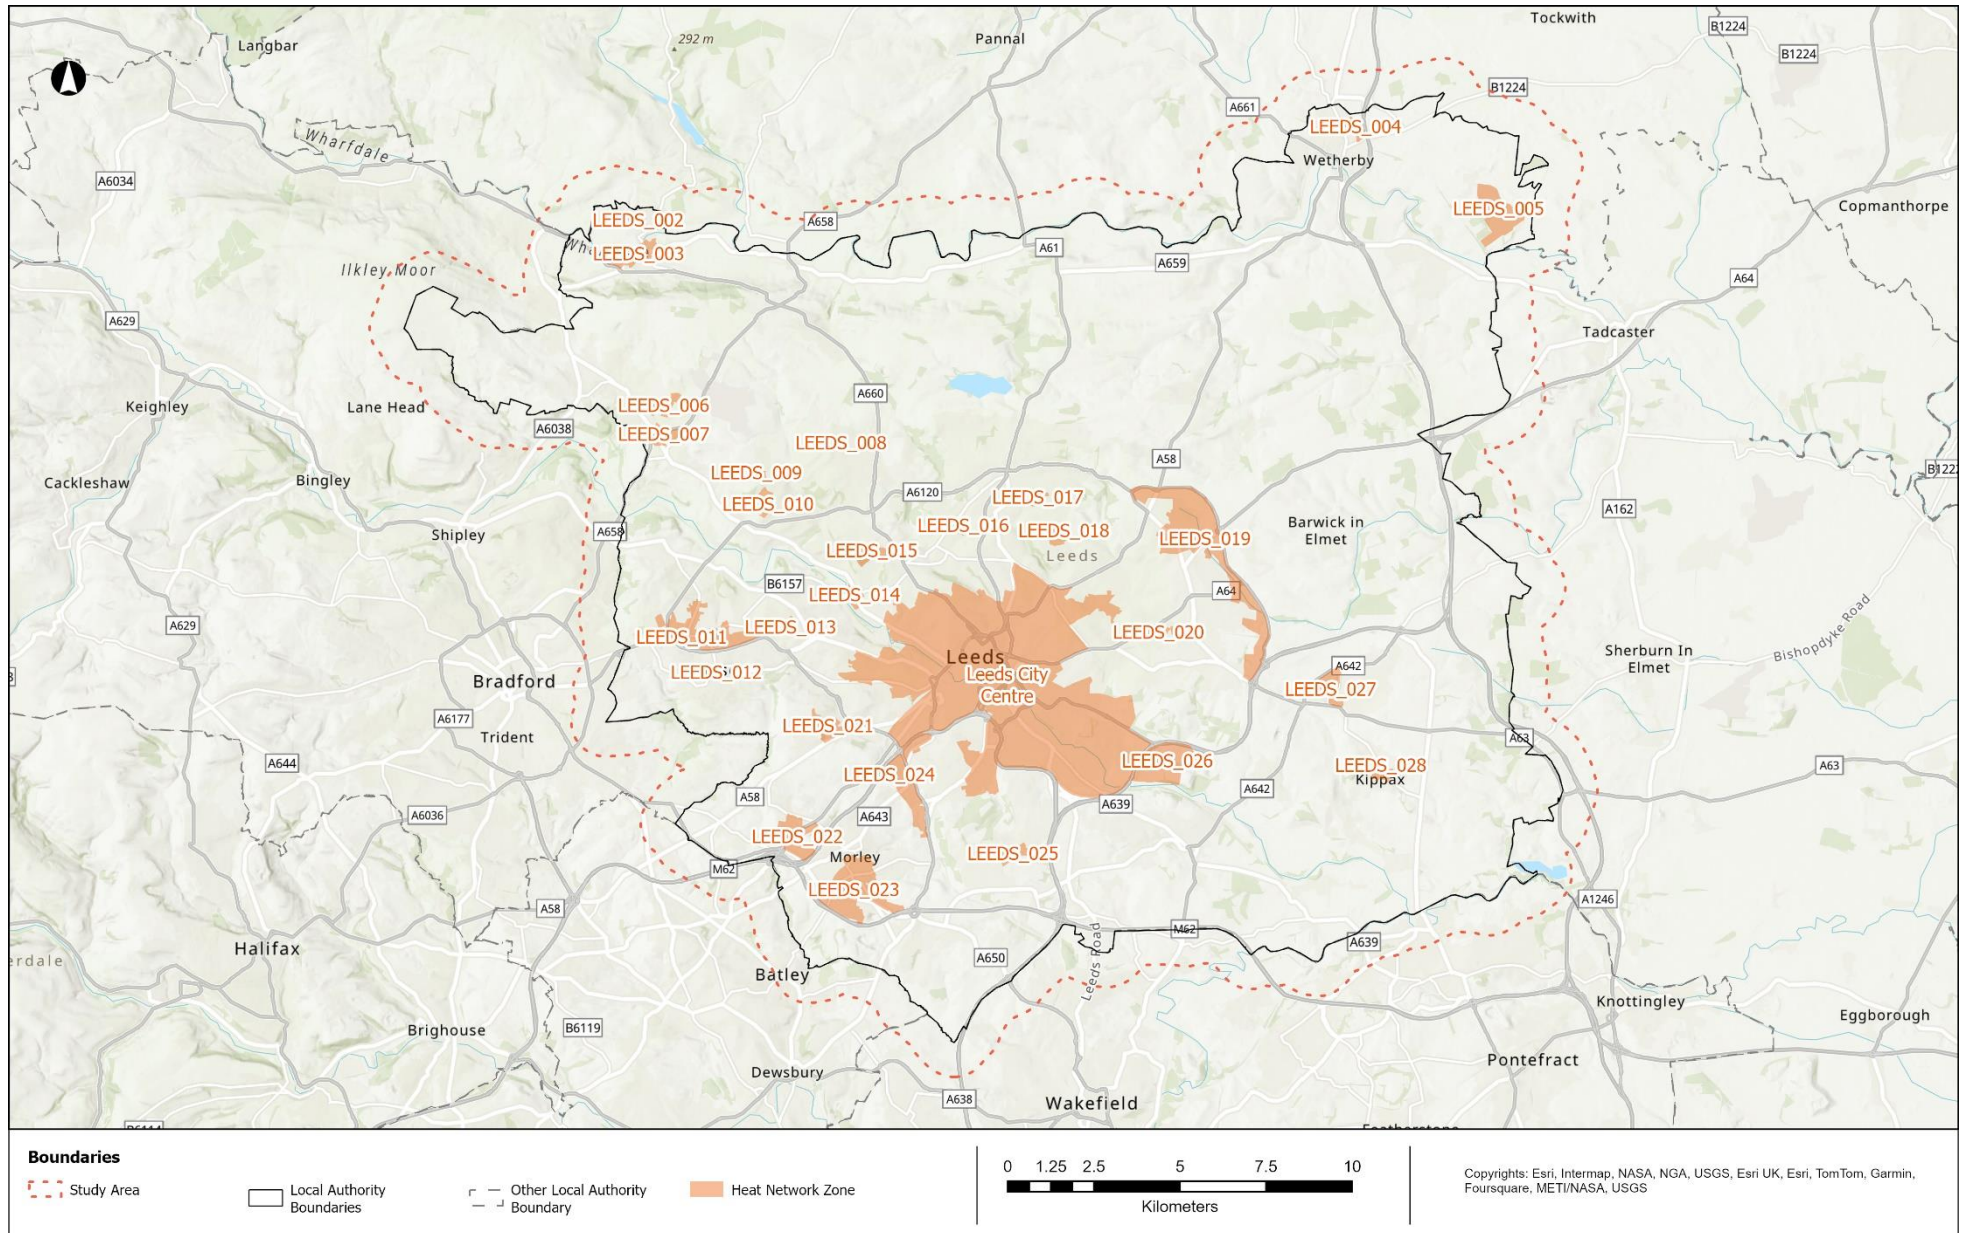 Tockwith
Langbar
292 m
Pannal
B1224
B1224
B1224
A661
LEEDS_004
Wharfdale
Wetherby
A6034
LEEDS_005
Copmanthorpe
LEEDS_002
A658
A61
LEEDS_003
A659
Ilkley Moor
A64
A629
Tadcaster
A660
Keighley
Lane Head
LEEDS_006
A6038
LEEDS_007
LEEDS_008
A58
LEEDS_009
Cackleshaw
Bingley
A6120
LEEDS_017
LEEDS_010
A162
Barwick in
Elmet
LEEDS_016
LEEDS_018
A658
Shipley
LEEDS_019
LEEDS_015
Leeds
B6157
A64
LEEDS_014
A629
LEEDS_013
LEEDS_011
LEEDS_020
Bishopdyke Road
Sherburn In
Elmet
Leeds
A642
LEEDS_012
Leeds City
Centre
Bradford
LEEDS_027
A6177
LEEDS_021
Trident
A63
A644
LEEDS_026
LEEDS_028
A63
LEEDS_024
Kippax
A642
A58
A639
A6036
A643
LEEDS_022
LEEDS_025
Morley
M62
LEEDS_023
A1246
A58
M62
A639
Halifax
erdale
A650
Leeds Road
Batley
Knottingley
Eggborough
B6119
Brighouse
Pontefract
Dewsbury
A638
Wakefield
Boundaries
Study Area
Local Authority
Boundaries
Other Local Authority
Boundary
Heat Network Zone
0 1.25 2.5 5 7.5 10
Kilometers
Copyrights: Esri, Intermap, NASA, NGA, USGS, Esri UK, Esri, TomTom, Garmin,
Foursquare, METI/NASA, USGS